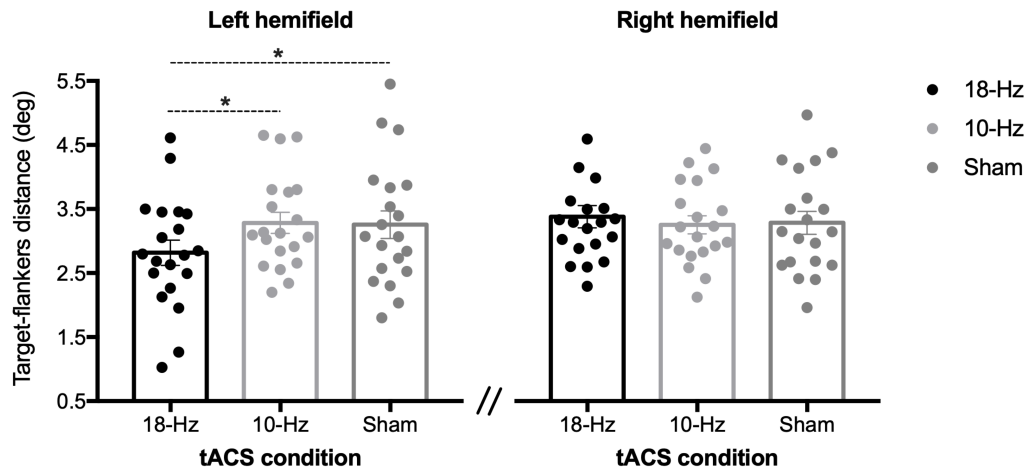 Left hemifield
Right hemifield
*
*
Target-flankers distance (deg)
5.5
4.5
3.5
2.5
1.5
0.5
18-Hz 10-Hz Sham
tACS condition
//
18-Hz 10-Hz Sham
tACS condition
18-Hz
10-Hz
Sham